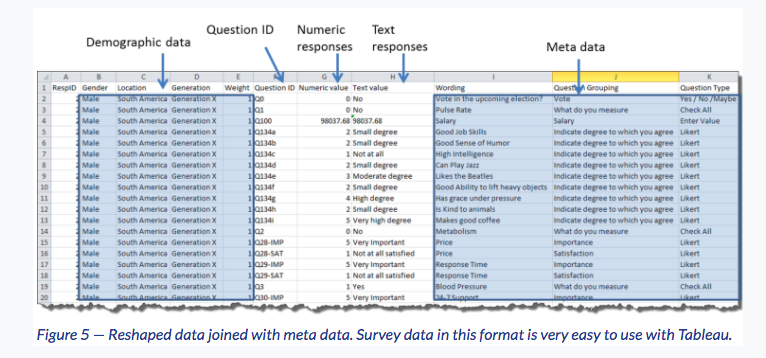 Question ID
Numeric responses
Text responses
Demographic data
Meta data
A B C D E F G H I J K
1 RespID Gender Location Generation Weight Question ID Numeric value Text value Wording Question Grouping Question Type
2 Male South America Generation X 1 Q0 0 No Vote in the upcoming election? Vote Yes / No /Maybe
3 Male South America Generation X 1 Q1 0 No Pulse Rate What do you measure Check All
4 Male South America Generation X 1 Q100 98037.68 98037.68 Salary Salary Enter Value
5 Male South America Generation X 1 Q134a 2 Small degree Good Job Skills Indicate degree to which you agree Likert
6 Male South America Generation X 1 Q134b 2 Small degree Good Sense of Humor Indicate degree to which you agree Likert
7 Male South America Generation X 1 Q134c 1 Not at all High Intelligence Indicate degree to which you agree Likert
8 Male South America Generation X 1 Q134d 2 Small degree Can Play Jazz Indicate degree to which you agree Likert
9 Male South America Generation X 1 Q134e 3 Moderate degree Likes the Beatles Indicate degree to which you agree Likert
10 Male South America Generation X 1 Q134f 2 Small degree Good Ability to lift heavy objects Indicate degree to which you agree Likert
11 Male South America Generation X 1 Q134g 4 High degree Has grace under pressure Indicate degree to which you agree Likert
12 Male South America Generation X 1 Q134h 2 Small degree Is Kind to animals Indicate degree to which you agree Likert
13 Male South America Generation X 1 Q134i 5 Very high degree Makes good coffee Indicate degree to which you agree Likert
14 Male South America Generation X 1 Q2 0 No Metabolism What do you measure Check All
15 Male South America Generation X 1 Q28-IMP 5 Very Important Price Importance Likert
16 Male South America Generation X 1 Q28-SAT 1 Not at all satisfied Price Satisfaction Likert
17 Male South America Generation X 1 Q29-IMP 5 Very Important Response Time Importance Likert
18 Male South America Generation X 1 Q29-SAT 1 Not at all satisfied Response Time Satisfaction Likert
19 Male South America Generation X 1 Q3 1 Yes Blood Pressure What do you measure Check All
20 Male South America Generation X 1 Q30-IMP 5 Very Important 24-7 Support Importance Likert
Figure 5 — Reshaped data joined with meta data. Survey data in this format is very easy to use with Tableau.